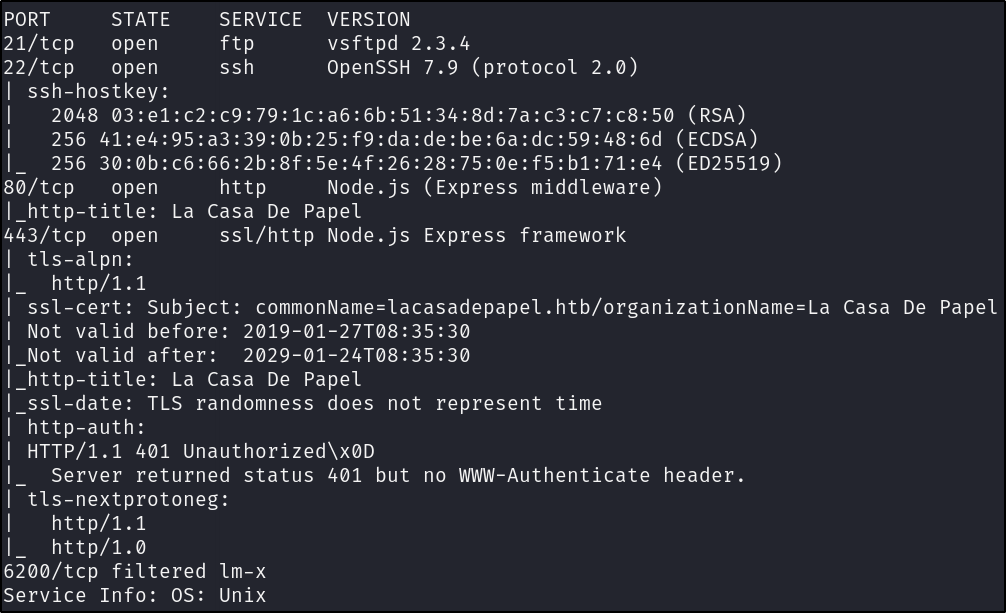 PORT     STATE    SERVICE  VERSION
21/tcp   open     ftp      vsftpd 2.3.4
22/tcp   open     ssh      OpenSSH 7.9 (protocol 2.0)
| ssh-hostkey:
|   2048 03:e1:c2:c9:79:1c:a6:6b:51:34:8d:7a:c3:c7:c8:50 (RSA)
|   256 41:e4:95:a3:39:0b:25:f9:da:de:be:6a:dc:59:48:6d (ECDSA)
|_  256 30:0b:c6:66:2b:8f:5e:4f:26:28:75:0e:f5:b1:71:e4 (ED25519)
80/tcp   open     http     Node.js (Express middleware)
|_http-title: La Casa De Papel
443/tcp  open     ssl/http Node.js Express framework
| tls-alpn:
|_  http/1.1
| ssl-cert: Subject: commonName=lacasadepapel.htb/organizationName=La Casa De Papel
| Not valid before: 2019-01-27T08:35:30
|_Not valid after:  2029-01-24T08:35:30
|_http-title: La Casa De Papel
|_ssl-date: TLS randomness does not represent time
| http-auth:
| HTTP/1.1 401 Unauthorized\x0D
|_  Server returned status 401 but no WWW-Authenticate header.
| tls-nextprotoneg:
|   http/1.1
|_  http/1.0
6200/tcp filtered lm-x
Service Info: OS: Unix